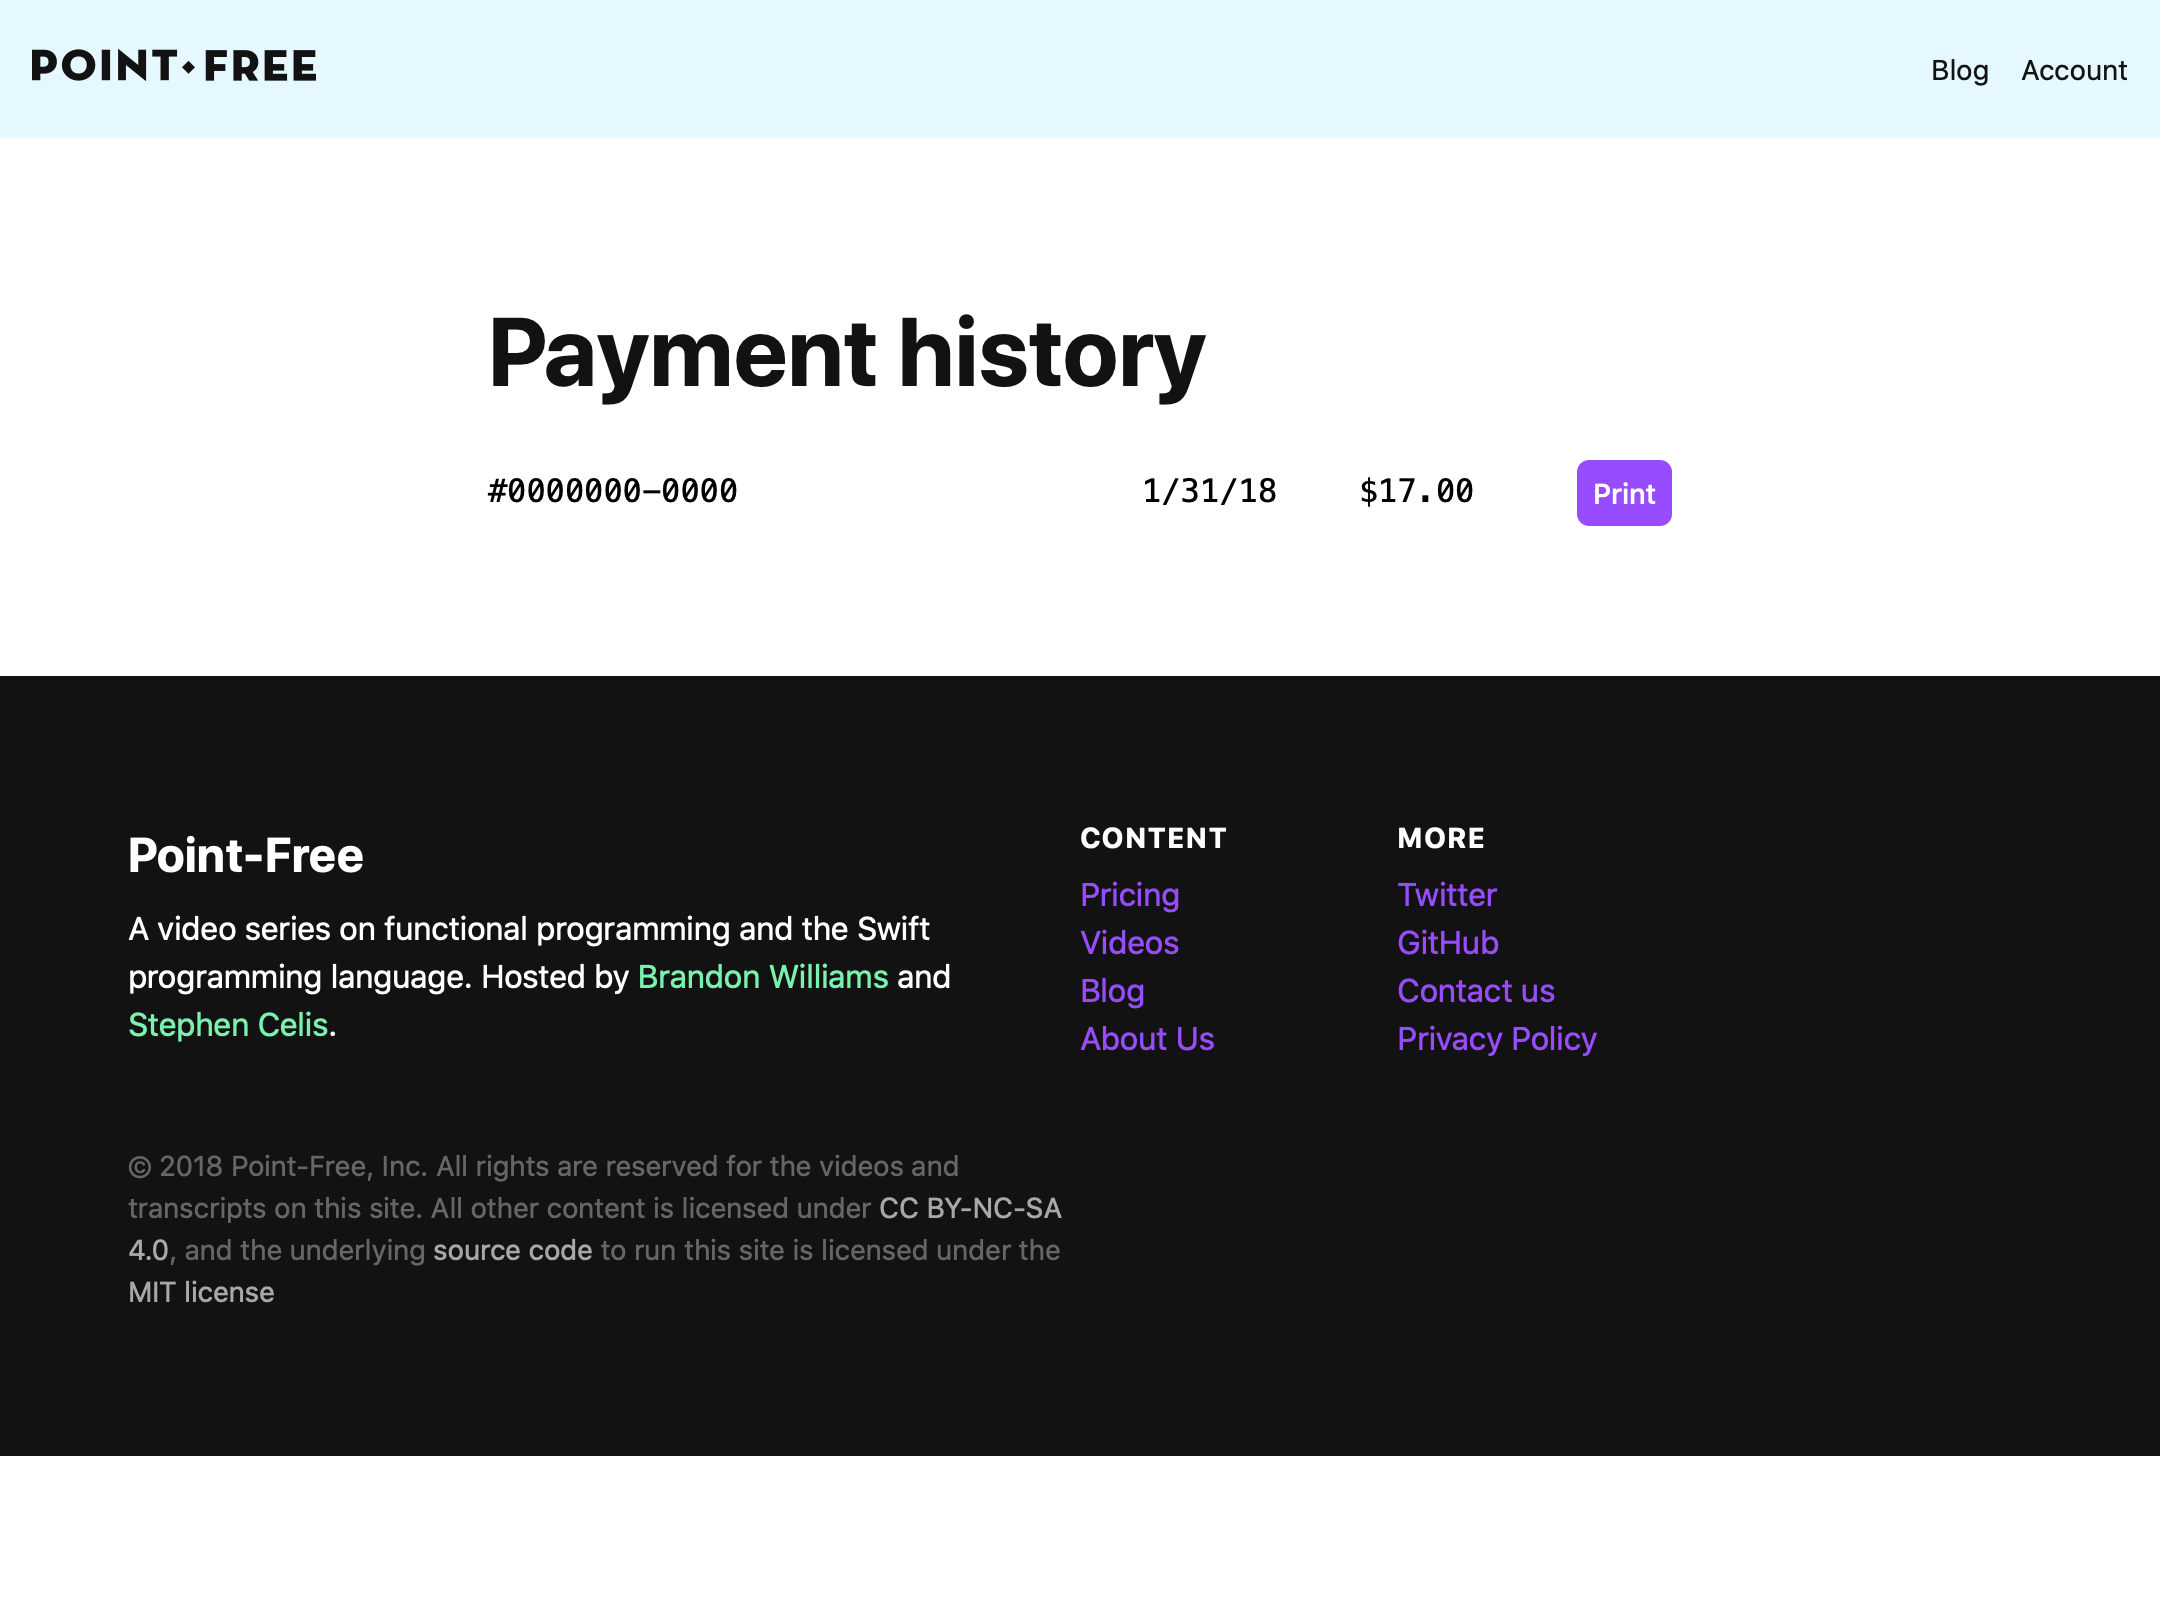 POINT◆FREE
Blog Account
Payment history
#0000000-0000 1/31/18 $17.00 Print
Point-Free
A video series on functional programming and the Swift
programming language. Hosted by Brandon Williams and
Stephen Celis.
CONTENT
Pricing
Videos
Blog
About Us
MORE
Twitter
GitHub
Contact us
Privacy Policy
© 2018 Point-Free, Inc. All rights are reserved for the videos and
transcripts on this site. All other content is licensed under CC BY-NC-SA
4.0, and the underlying source code to run this site is licensed under the
MIT license